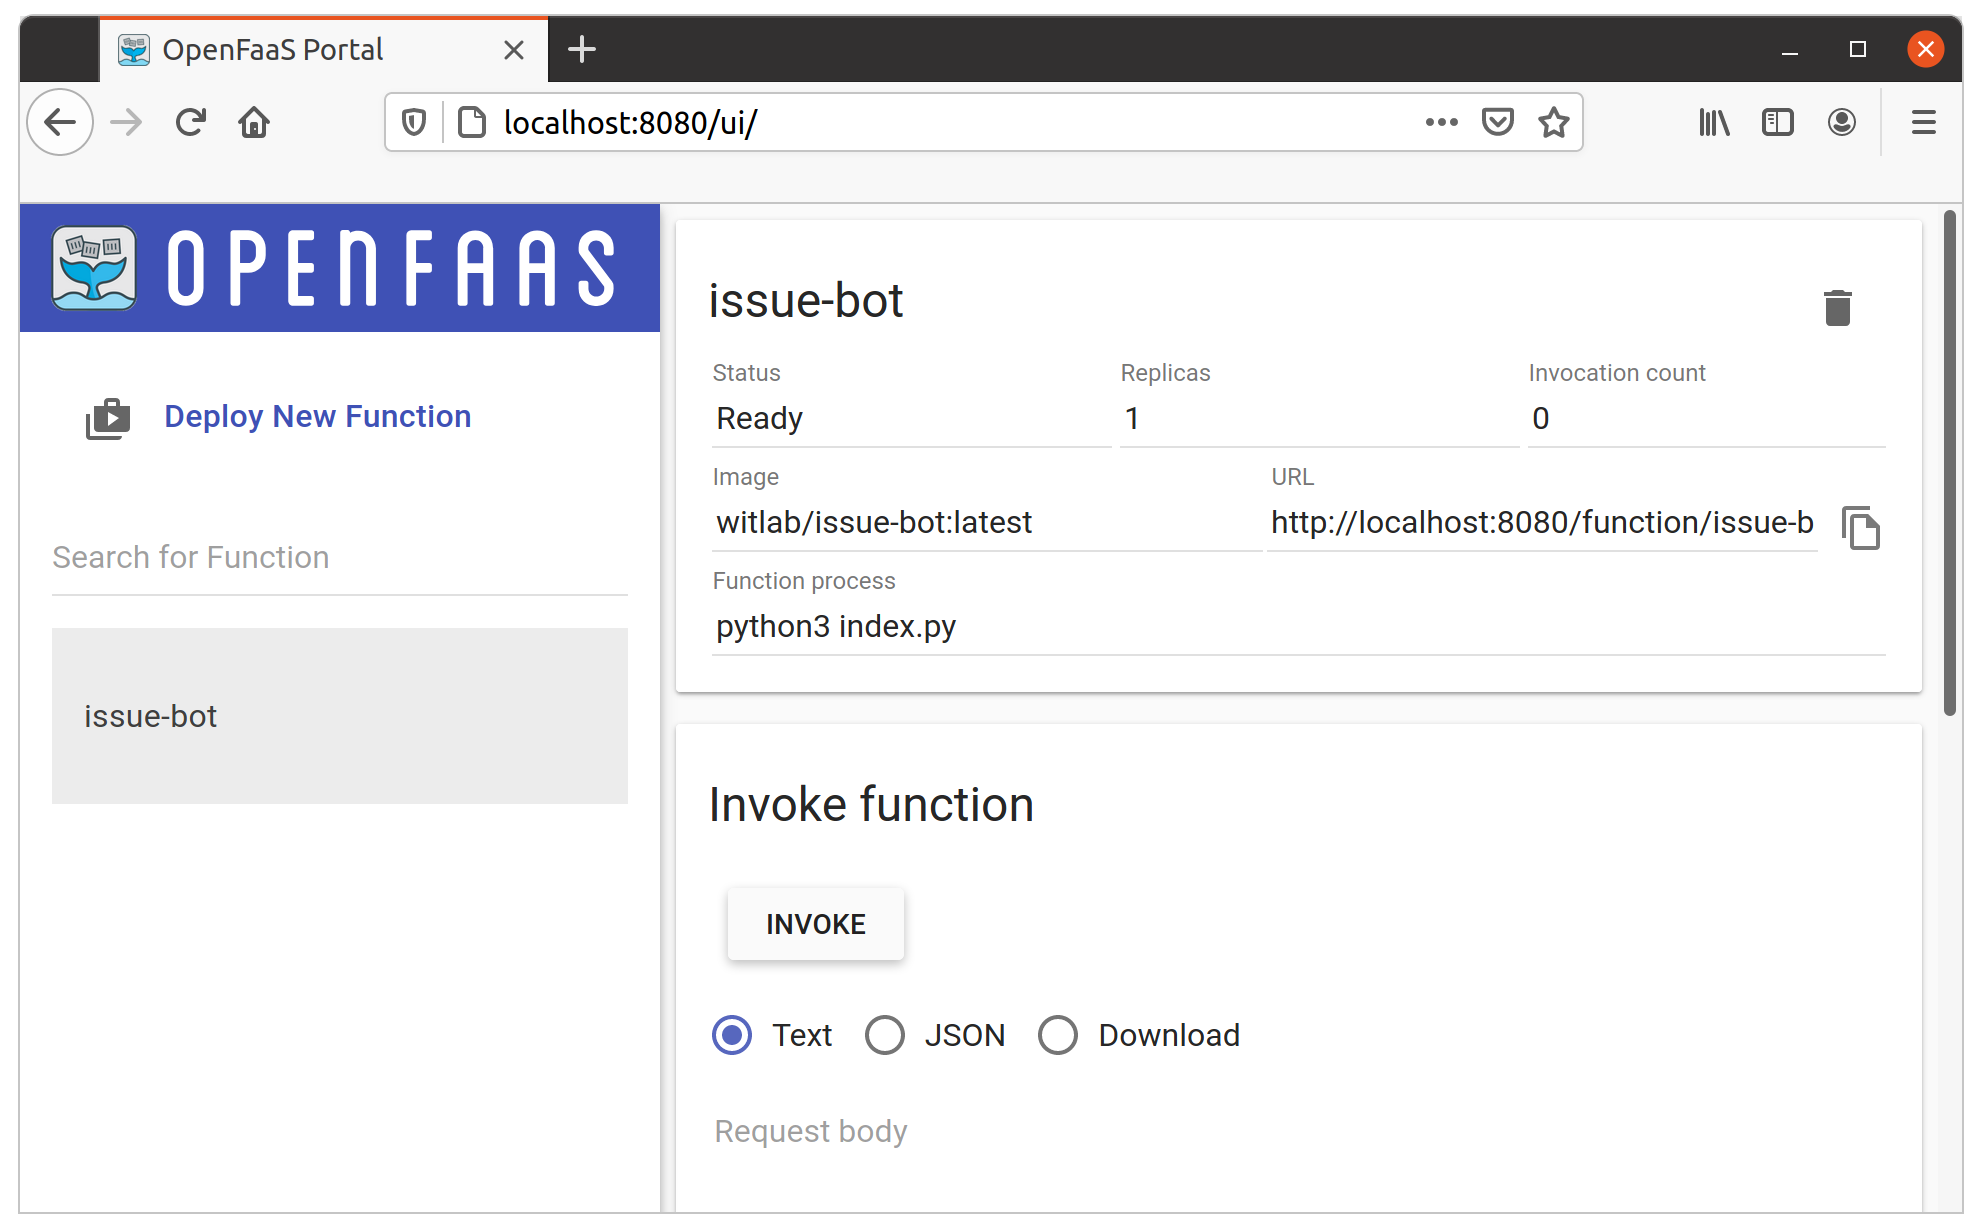 OpenFaaS Portal
localhost:8080/ui/
OPENFAAS
Deploy New Function
Search for Function
issue-bot
issue-bot
Status Replicas Invocation count
Ready 1 0
Image URL
witlab/issue-bot:latest http://localhost:8080/function/issue-b
Function process
python3 index.py
Invoke function
INVOKE
Text JSON Download
Request body